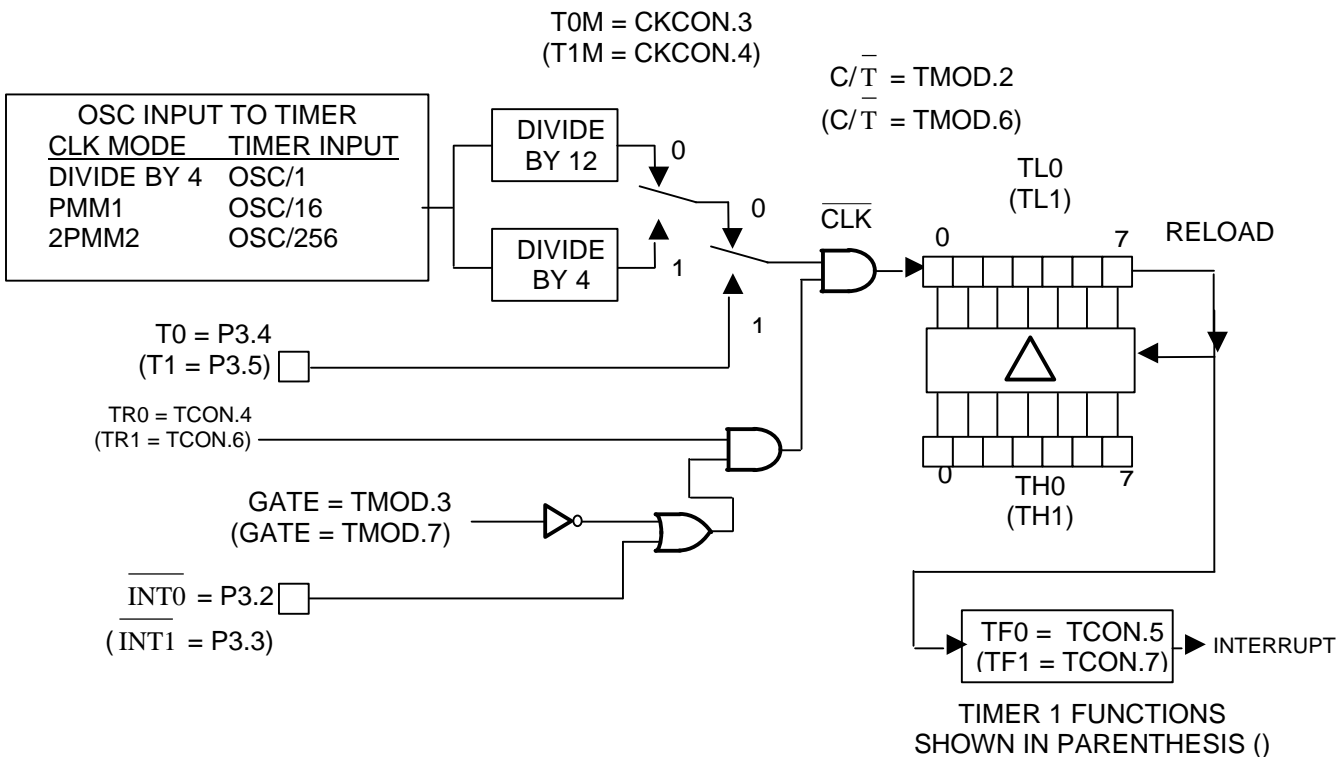 T0M = CKCON.3
(T1M = CKCON.4)
C/T̅ = TMOD.2
(C/T̅ = TMOD.6)
OSC INPUT TO TIMER
CLK MODE TIMER INPUT
DIVIDE BY 4 OSC/1
PMM1 OSC/16
2PMM2 OSC/256
DIVIDE
BY 12
0
DIVIDE
BY 4
1
0
1
C̅L̅K̅
TL0
(TL1)
0 7
RELOAD
T0 = P3.4
(T1 = P3.5)
TR0 = TCON.4
(TR1 = TCON.6)
GATE = TMOD.3
(GATE = TMOD.7)
I̅N̅T̅0̅ = P3.2
(I̅N̅T̅1̅ = P3.3)
0 7
TH0
(TH1)
TF0 = TCON.5
(TF1 = TCON.7)
INTERRUPT
TIMER 1 FUNCTIONS
SHOWN IN PARENTHESIS ()